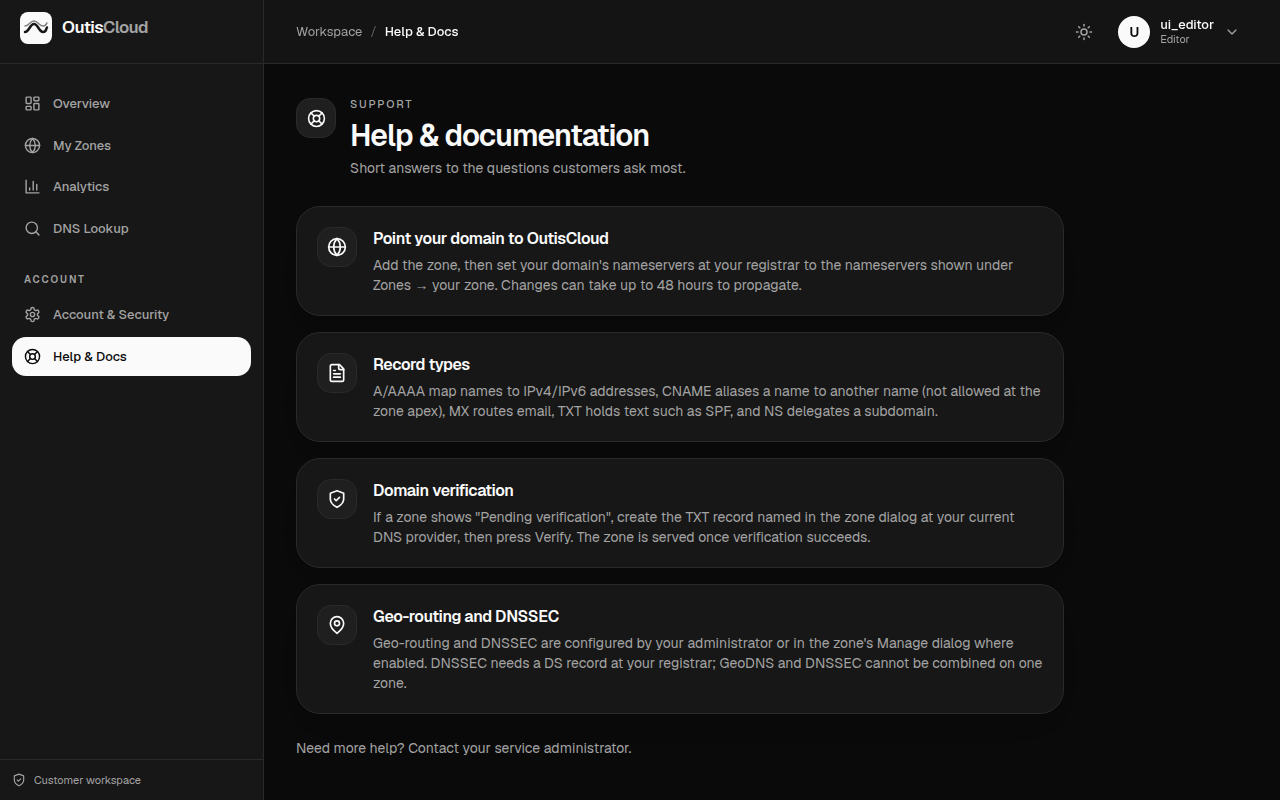 OutisCloud
Workspace / Help & Docs
U
ui_editor
Editor
Overview
My Zones
Analytics
DNS Lookup
ACCOUNT
Account & Security
Help & Docs
Customer workspace
SUPPORT
Help & documentation
Short answers to the questions customers ask most.
Point your domain to OutisCloud
Add the zone, then set your domain's nameservers at your registrar to the nameservers shown under
Zones → your zone. Changes can take up to 48 hours to propagate.
Record types
A/AAAA map names to IPv4/IPv6 addresses, CNAME aliases a name to another name (not allowed at the
zone apex), MX routes email, TXT holds text such as SPF, and NS delegates a subdomain.
Domain verification
If a zone shows "Pending verification", create the TXT record named in the zone dialog at your current
DNS provider, then press Verify. The zone is served once verification succeeds.
Geo-routing and DNSSEC
Geo-routing and DNSSEC are configured by your administrator or in the zone's Manage dialog where
enabled. DNSSEC needs a DS record at your registrar; GeoDNS and DNSSEC cannot be combined on one
zone.
Need more help? Contact your service administrator.